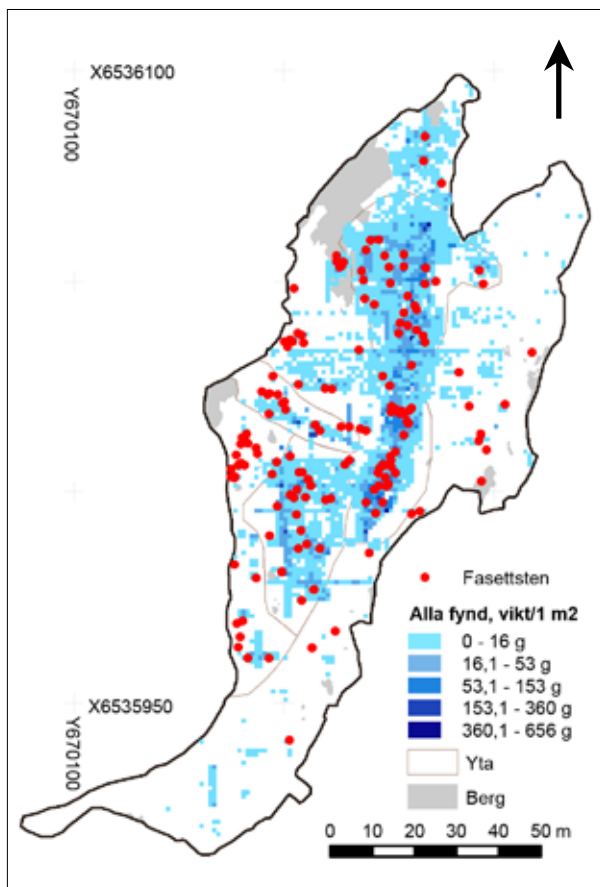 X6536100
Y670100
X6535950
Y670100
Fasettsten
Alla fynd, vikt/1 m2
0 - 16 g
16,1 - 53 g
53,1 - 153 g
153,1 - 360 g
360,1 - 656 g
Yta
Berg
0 10 20 30 40 50 m